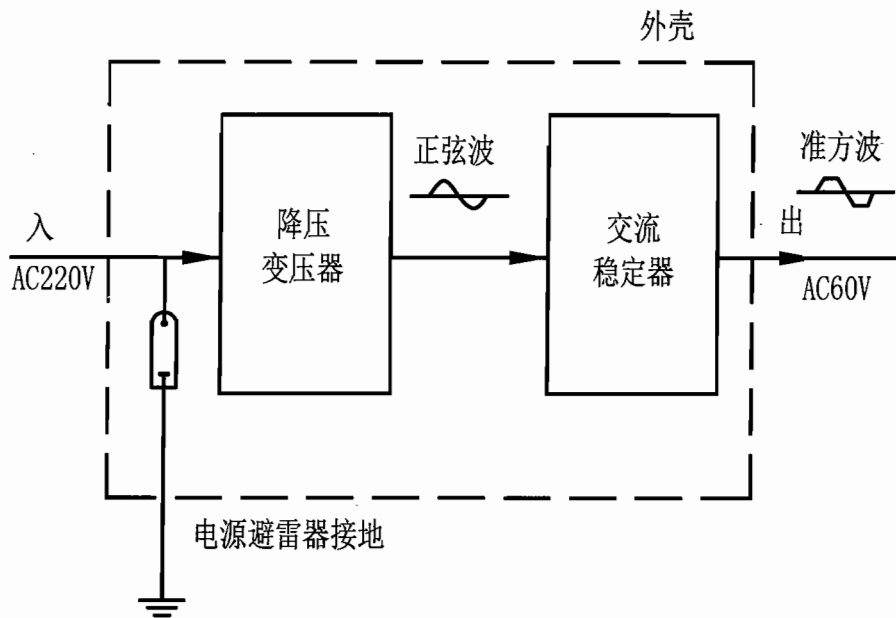 外壳
正弦波
准方波
入
降压
变压器
交流
稳定器
出
AC220V
AC60V
电源避雷器接地